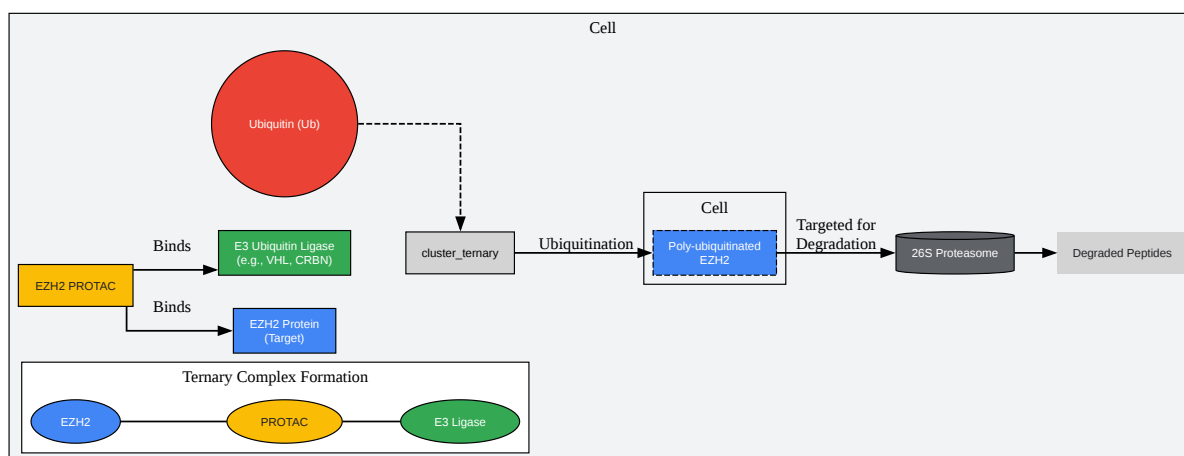 Cell
Ubiquitin (Ub)
Binds
E3 Ubiquitin Ligase
(e.g., VHL, CRBN)
EZH2 PROTAC
Binds
EZH2 Protein
(Target)
cluster_ternary
Ubiquitination
Cell
Poly-ubiquitinated
EZH2
Targeted for
Degradation
26S Proteasome
Degraded Peptides
Ternary Complex Formation
EZH2
PROTAC
E3 Ligase